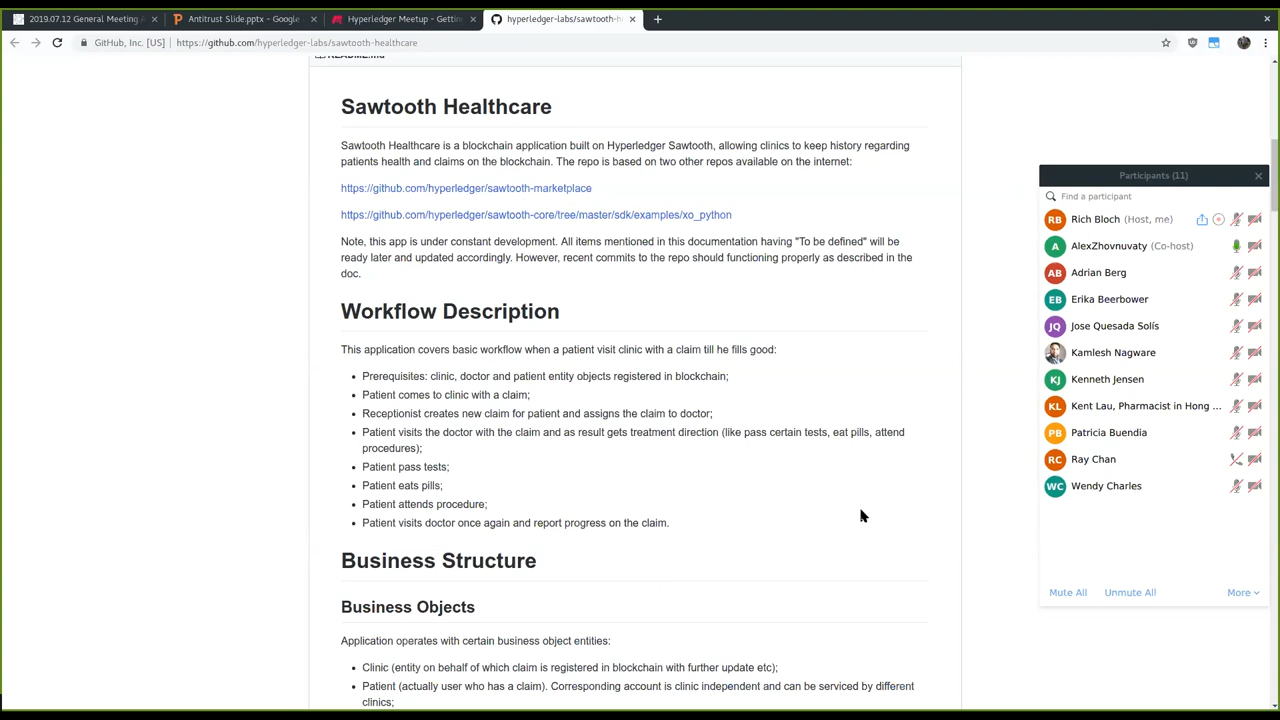 2019.07.12 General Meeting
Antitrust Slide.pptx - Google
Hyperledger Meetup - Gettin
hyperledger-labs/sawtooth-h
GitHub, Inc. [US]
https://github.com/hyperledger-labs/sawtooth-healthcare
README.md
Sawtooth Healthcare
Sawtooth Healthcare is a blockchain application built on Hyperledger Sawtooth, allowing clinics to keep history regarding
patients health and claims on the blockchain. The repo is based on two other repos available on the internet:
https://github.com/hyperledger/sawtooth-marketplace
https://github.com/hyperledger/sawtooth-core/tree/master/sdk/examples/xo_python
Note, this app is under constant development. All items mentioned in this documentation having "To be defined" will be
ready later and updated accordingly. However, recent commits to the repo should functioning properly as described in the
doc.
Workflow Description
This application covers basic workflow when a patient visit clinic with a claim till he fills good:
• Prerequisites: clinic, doctor and patient entity objects registered in blockchain;
• Patient comes to clinic with a claim;
• Receptionist creates new claim for patient and assigns the claim to doctor;
• Patient visits the doctor with the claim and as result gets treatment direction (like pass certain tests, eat pills, attend
procedures);
• Patient pass tests;
• Patient eats pills;
• Patient attends procedure;
• Patient visits doctor once again and report progress on the claim.
Business Structure
Business Objects
Application operates with certain business object entities:
• Clinic (entity on behalf of which claim is registered in blockchain with further update etc);
• Patient (actually user who has a claim). Corresponding account is clinic independent and can be serviced by different
clinics;
Participants (11)
Find a participant
RB Rich Bloch (Host, me)
A AlexZhovnuvaty (Co-host)
AB Adrian Berg
EB Erika Beerbower
JQ Jose Quesada Solís
Kamlesh Nagware
KJ Kenneth Jensen
KL Kent Lau, Pharmacist in Hong ...
PB Patricia Buendia
RC Ray Chan
WC Wendy Charles
Mute All
Unmute All
More